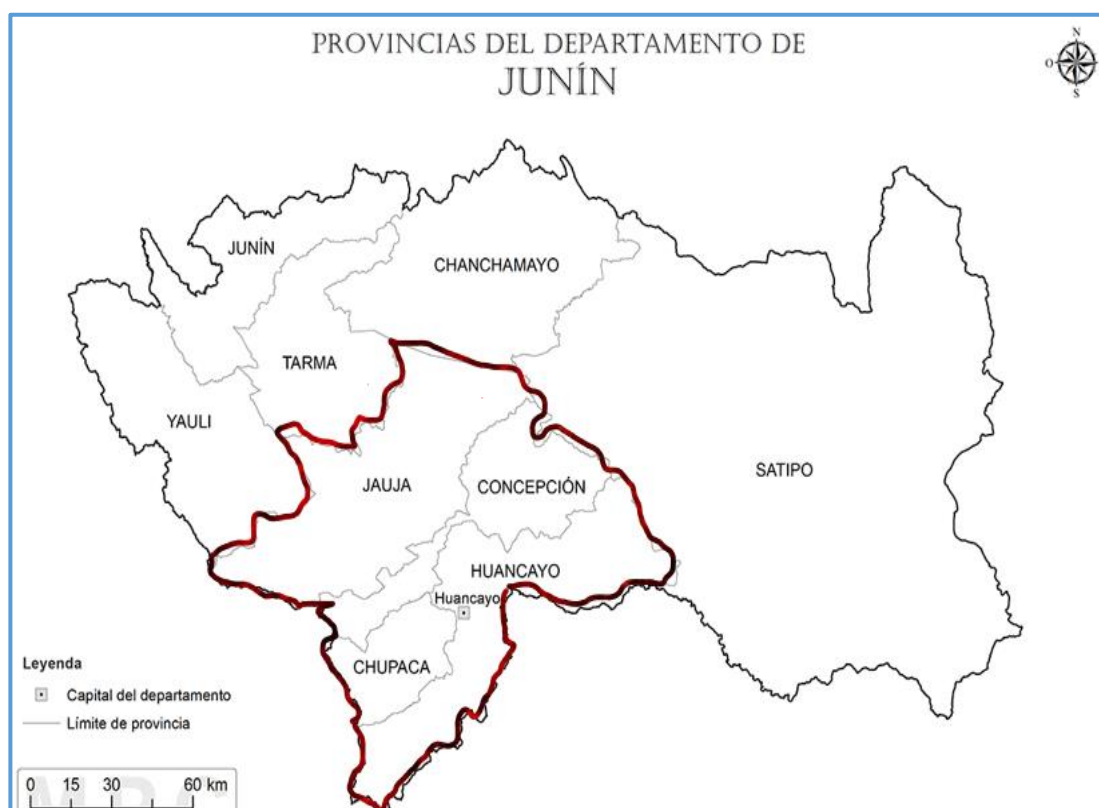 PROVINCIAS DEL DEPARTAMENTO DE
JUNÍN
N
O
S
JUNÍN
CHANCHAMAYO
TARMA
YAULI
JAUJA
CONCEPCIÓN
SATIPO
HUANCAYO
Huancayo
CHUPACA
Leyenda
Capital del departamento
Límite de provincia
0 15 30 60 km